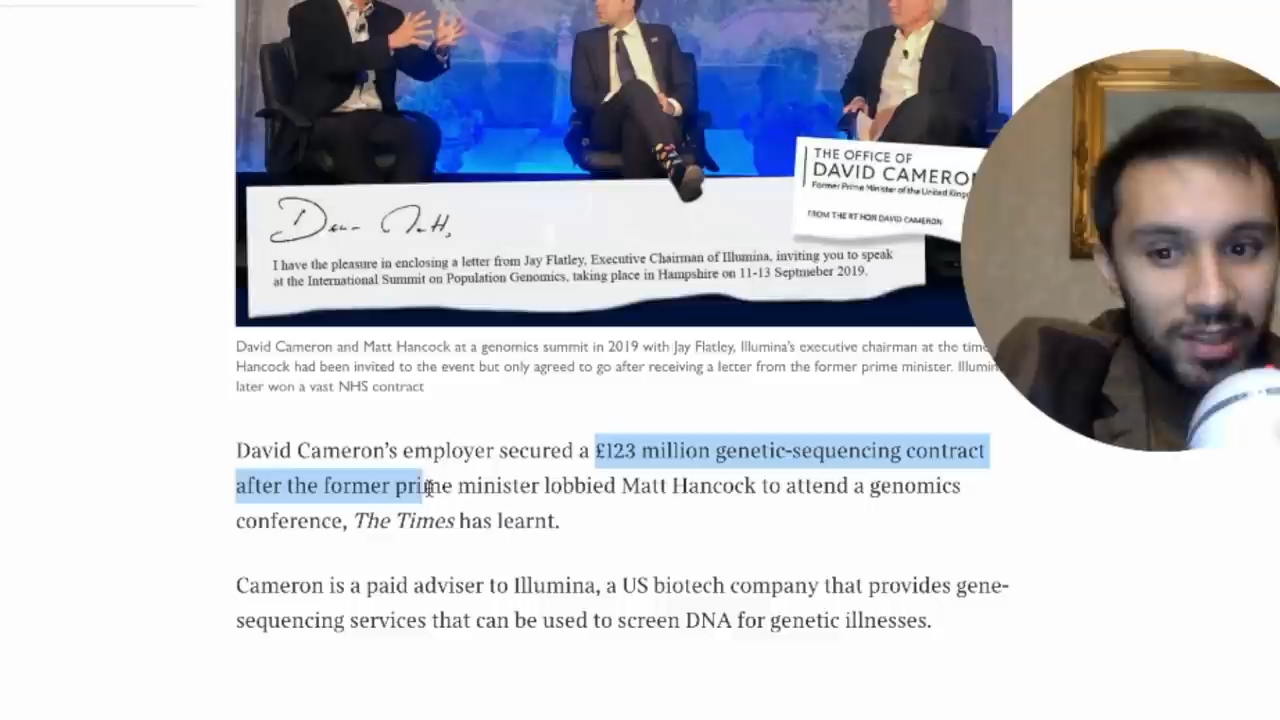 THE OFFICE OF
DAVID CAMERO
Former Prime Minister of the United King
FROM THE RT HON DAVID CAMERON
Dear Matt,
I have the pleasure in enclosing a letter from Jay Flatley, Executive Chairman of Illumina, inviting you to speak
at the International Summit on Population Genomics, taking place in Hampshire on 11-13 Septmeber 2019.
David Cameron and Matt Hancock at a genomics summit in 2019 with Jay Flatley, Illumina's executive chairman at the time
Hancock had been invited to the event but only agreed to go after receiving a letter from the former prime minister. Illumin
later won a vast NHS contract
David Cameron’s employer secured a £123 million genetic-sequencing contract
after the former prime minister lobbied Matt Hancock to attend a genomics
conference, The Times has learnt.
Cameron is a paid adviser to Illumina, a US biotech company that provides gene-
sequencing services that can be used to screen DNA for genetic illnesses.